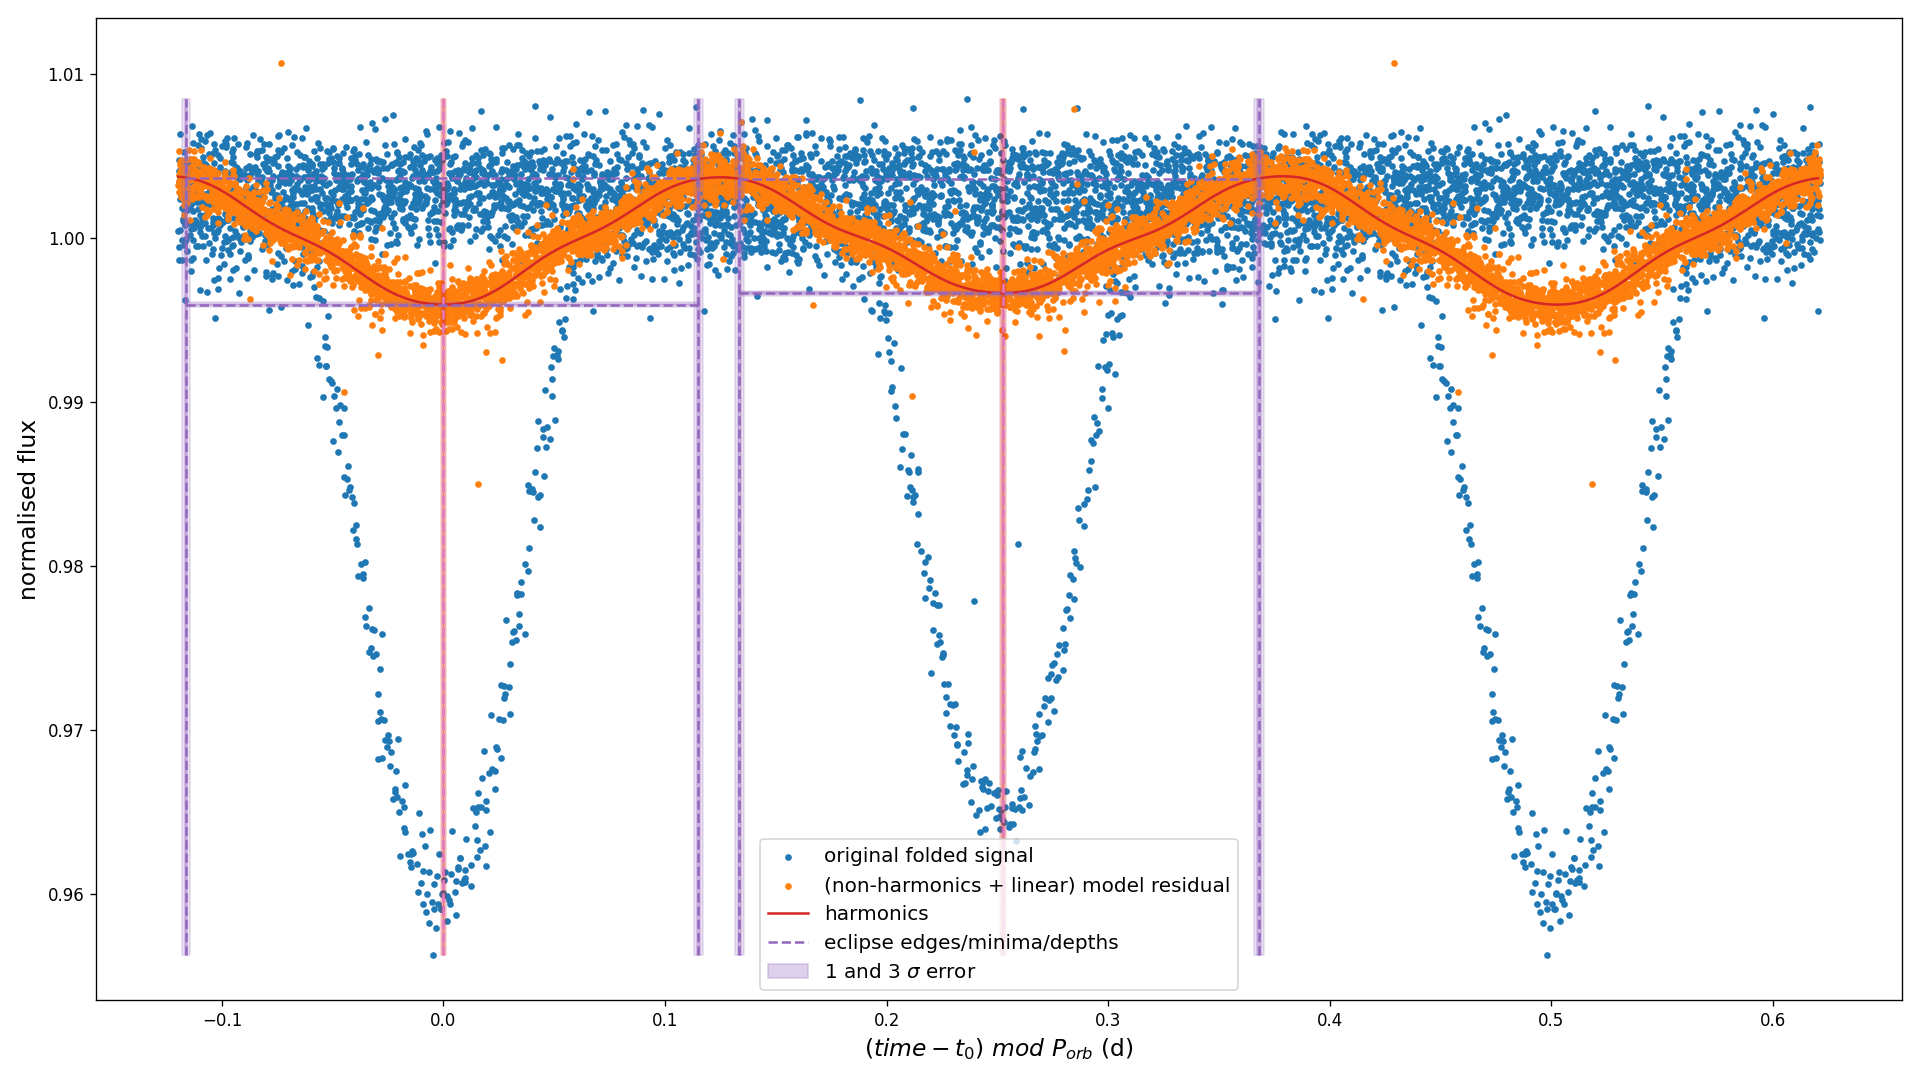 normalised flux
1.01
1.00
0.99
0.98
0.97
0.96
−0.1
0.0
0.1
0.2
0.3
0.4
0.5
0.6
(time − t₀) mod Pₒᵣb (d)
original folded signal
(non-harmonics + linear) model residual
harmonics
eclipse edges/minima/depths
1 and 3 σ error